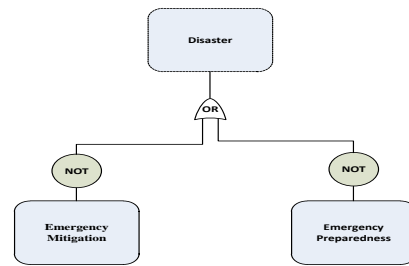 Disaster
OR
NOT
NOT
Emergency
Mitigation
Emergency
Preparedness